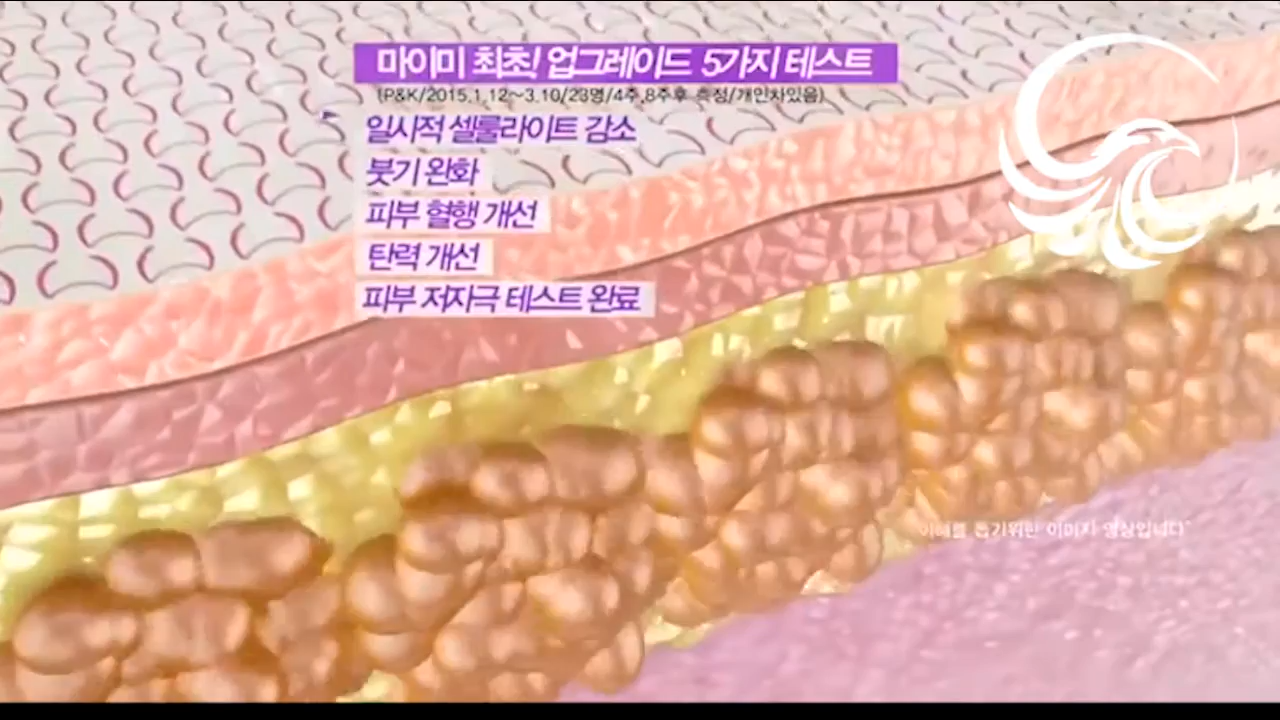 마이미 최초! 업그레이드 5가지 테스트
(P&K/2015.1.12~3.10/23명/4주,8주후 측정/개인차있음)
일시적 셀룰라이트 감소
붓기 완화
피부 혈행 개선
탄력 개선
피부 저자극 테스트 완료
이해를 돕기위한 이미지 영상입니다